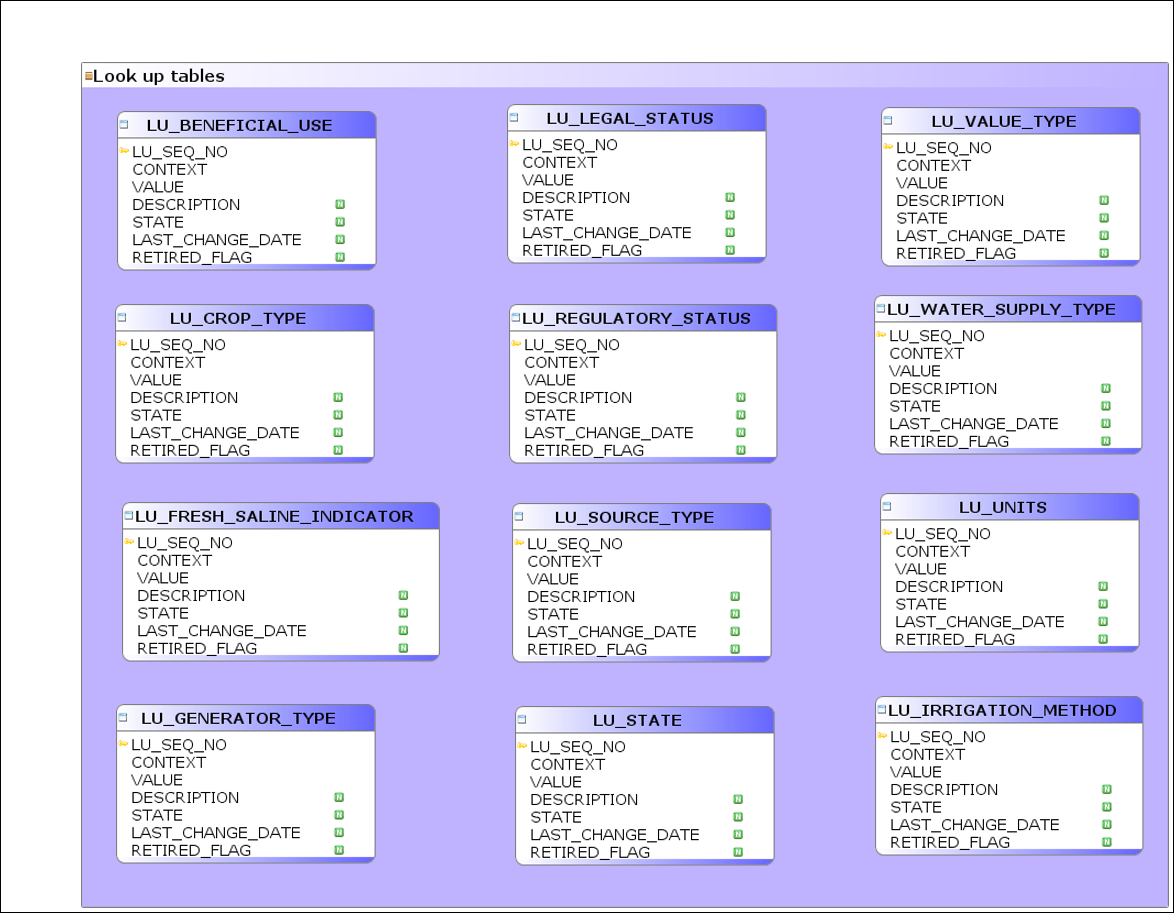 Look up tables
LU_BENEFICIAL_USE
LU_SEQ_NO
CONTEXT
VALUE
DESCRIPTION N
STATE N
LAST_CHANGE_DATE N
RETIRED_FLAG N
LU_LEGAL_STATUS
LU_SEQ_NO
CONTEXT
VALUE
DESCRIPTION N
STATE N
LAST_CHANGE_DATE N
RETIRED_FLAG N
LU_VALUE_TYPE
LU_SEQ_NO
CONTEXT
VALUE
DESCRIPTION N
STATE N
LAST_CHANGE_DATE N
RETIRED_FLAG N
LU_CROP_TYPE
LU_SEQ_NO
CONTEXT
VALUE
DESCRIPTION N
STATE N
LAST_CHANGE_DATE N
RETIRED_FLAG N
LU_REGULATORY_STATUS
LU_SEQ_NO
CONTEXT
VALUE
DESCRIPTION N
STATE N
LAST_CHANGE_DATE N
RETIRED_FLAG N
LU_WATER_SUPPLY_TYPE
LU_SEQ_NO
CONTEXT
VALUE
DESCRIPTION N
STATE N
LAST_CHANGE_DATE N
RETIRED_FLAG N
LU_FRESH_SALINE_INDICATOR
LU_SEQ_NO
CONTEXT
VALUE
DESCRIPTION N
STATE N
LAST_CHANGE_DATE N
RETIRED_FLAG N
LU_SOURCE_TYPE
LU_SEQ_NO
CONTEXT
VALUE
DESCRIPTION N
STATE N
LAST_CHANGE_DATE N
RETIRED_FLAG N
LU_UNITS
LU_SEQ_NO
CONTEXT
VALUE
DESCRIPTION N
STATE N
LAST_CHANGE_DATE N
RETIRED_FLAG N
LU_GENERATOR_TYPE
LU_SEQ_NO
CONTEXT
VALUE
DESCRIPTION N
STATE N
LAST_CHANGE_DATE N
RETIRED_FLAG N
LU_STATE
LU_SEQ_NO
CONTEXT
VALUE
DESCRIPTION N
STATE N
LAST_CHANGE_DATE N
RETIRED_FLAG N
LU_IRRIGATION_METHOD
LU_SEQ_NO
CONTEXT
VALUE
DESCRIPTION N
STATE N
LAST_CHANGE_DATE N
RETIRED_FLAG N